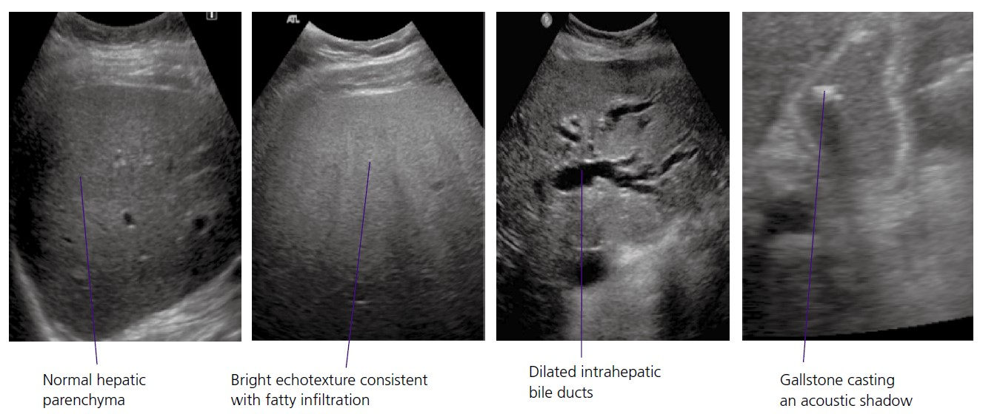 ATL
Normal hepatic
parenchyma
Bright echotexture consistent
with fatty infiltration
Dilated intrahepatic
bile ducts
Gallstone casting
an acoustic shadow